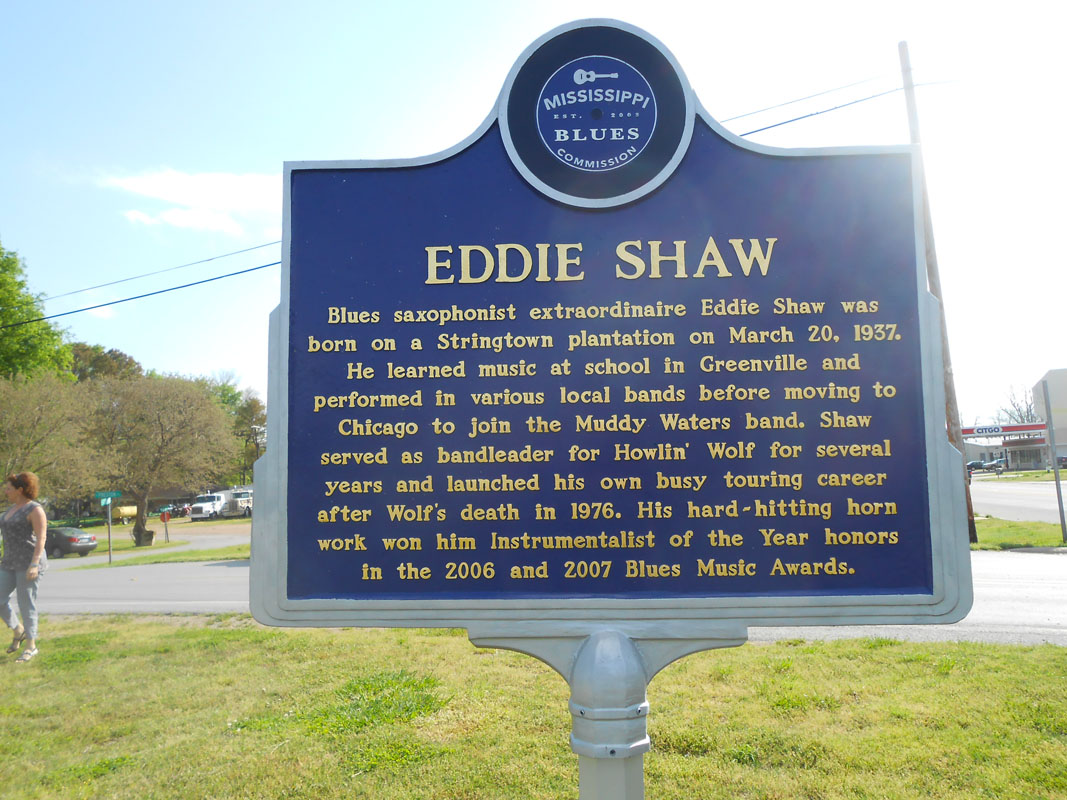 MISSISSIPPI
EST. 2005
BLUES
COMMISSION
EDDIE SHAW
Blues saxophonist extraordinaire Eddie Shaw was
born on a Stringtown plantation on March 20, 1937.
He learned music at school in Greenville and
performed in various local bands before moving to
Chicago to join the Muddy Waters band. Shaw
served as bandleader for Howlin' Wolf for several
years and launched his own busy touring career
after Wolf's death in 1976. His hard-hitting horn
work won him Instrumentalist of the Year honors
in the 2006 and 2007 Blues Music Awards.
CITGO